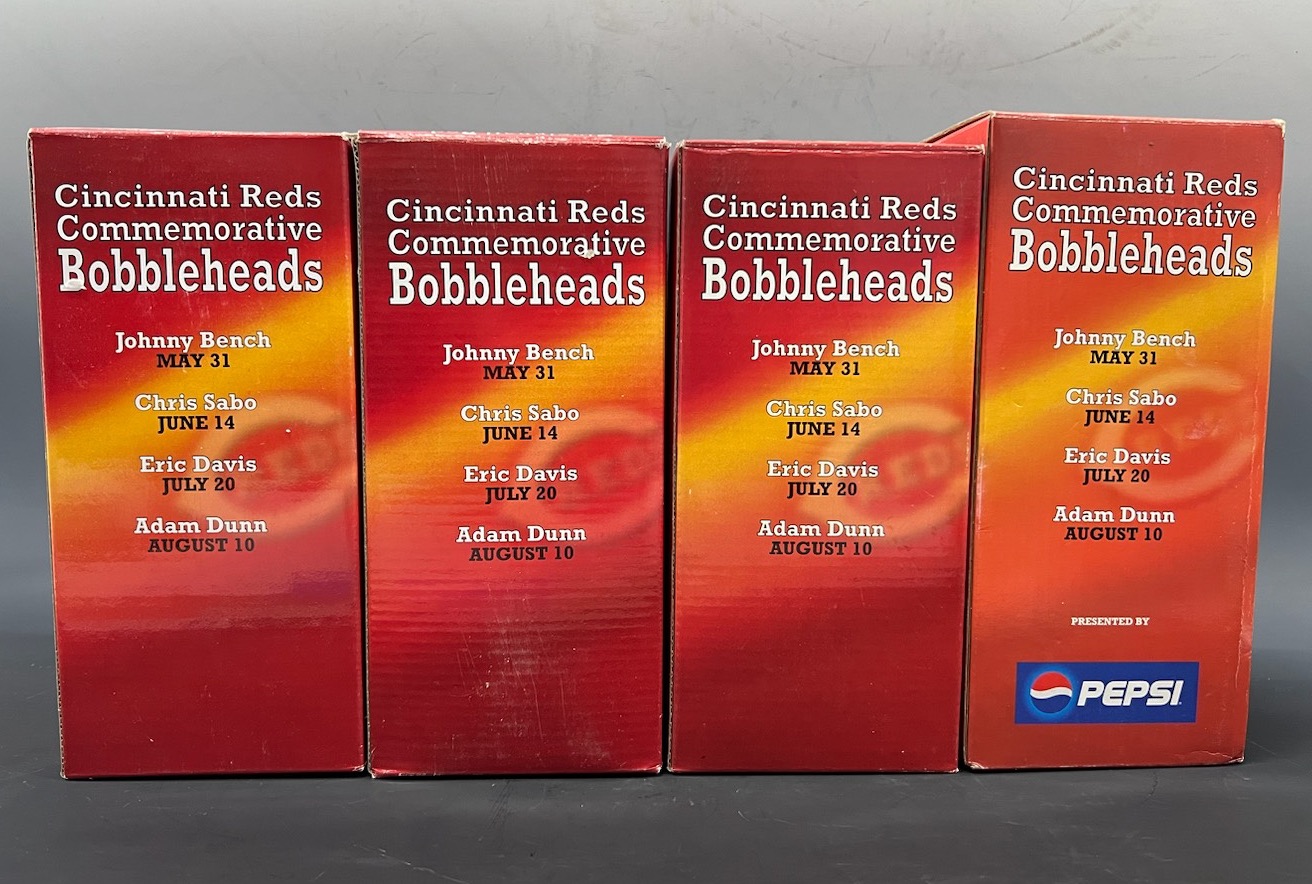 Cincinnati Reds
Commemorative
Bobbleheads
Johnny Bench
MAY 31
Chris Sabo
JUNE 14
Eric Davis
JULY 20
Adam Dunn
AUGUST 10
Cincinnati Reds
Commemorative
Bobbleheads
Johnny Bench
MAY 31
Chris Sabo
JUNE 14
Eric Davis
JULY 20
Adam Dunn
AUGUST 10
Cincinnati Reds
Commemorative
Bobbleheads
Johnny Bench
MAY 31
Chris Sabo
JUNE 14
Eric Davis
JULY 20
Adam Dunn
AUGUST 10
Cincinnati Reds
Commemorative
Bobbleheads
Johnny Bench
MAY 31
Chris Sabo
JUNE 14
Eric Davis
JULY 20
Adam Dunn
AUGUST 10
PRESENTED BY
PEPSI